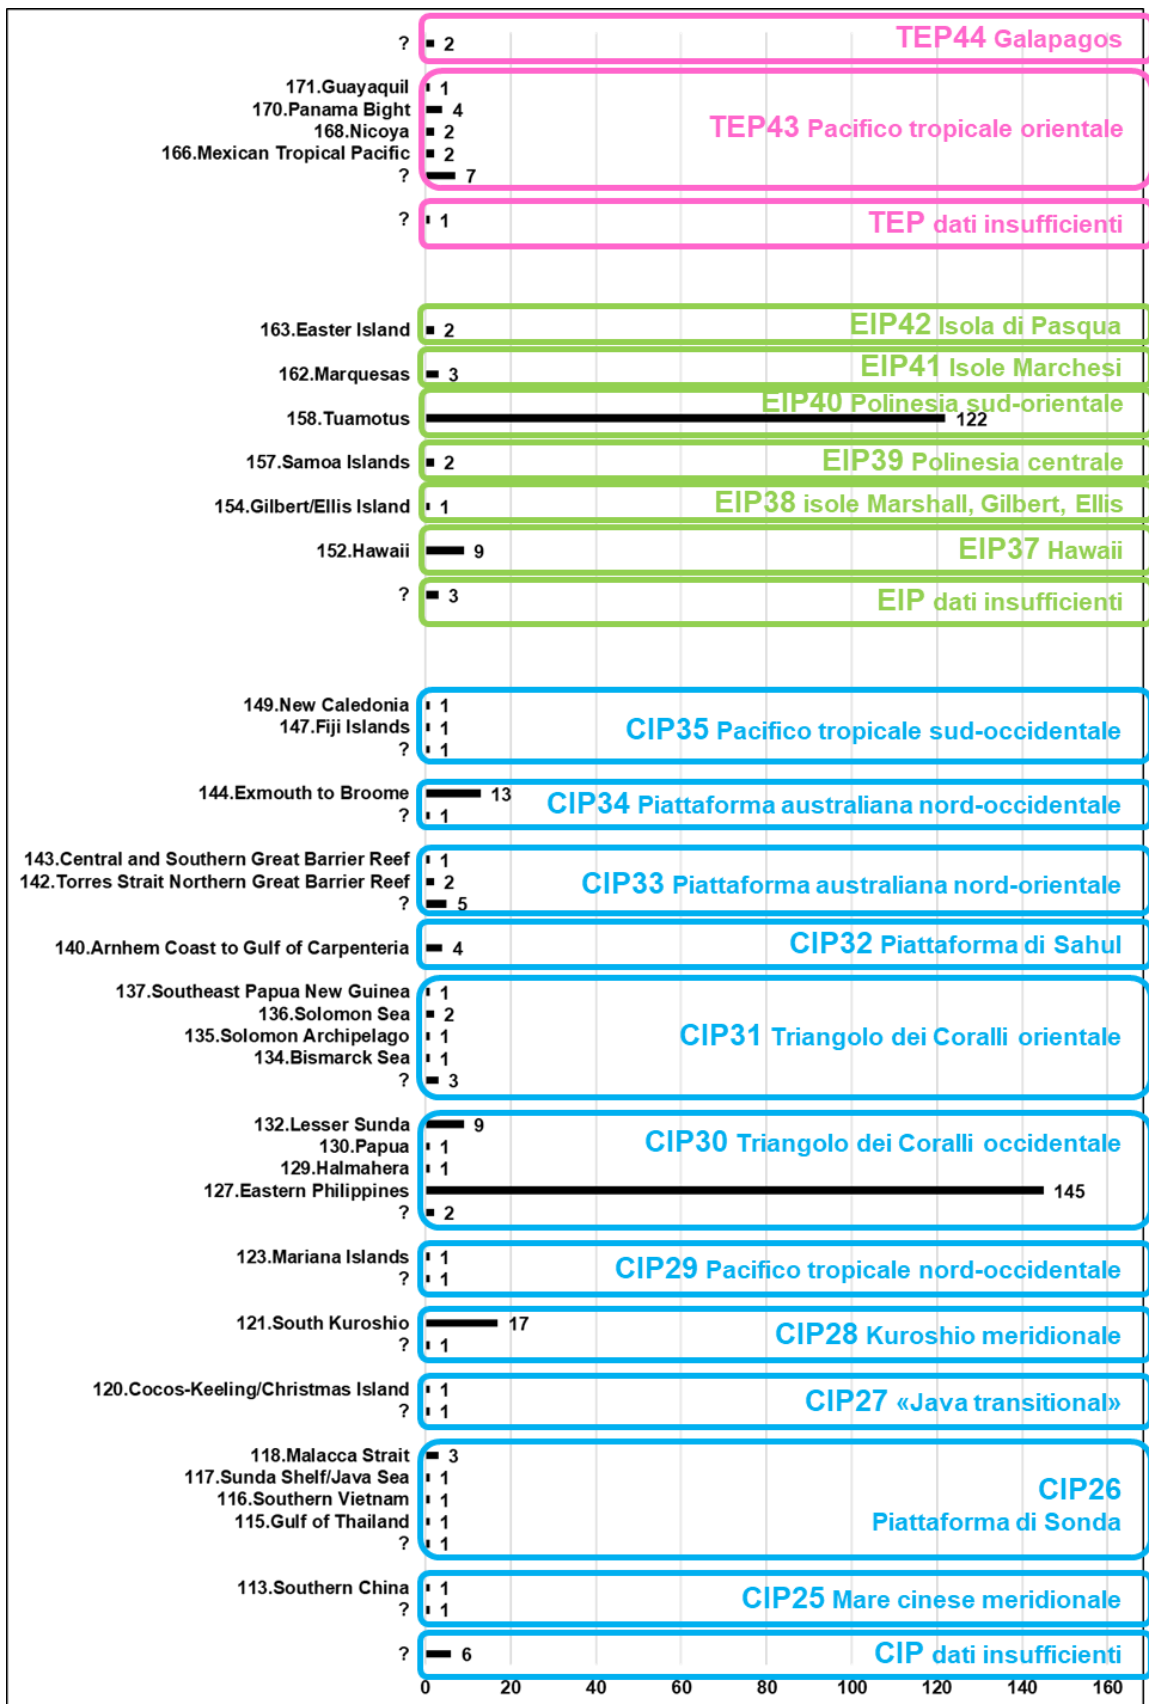 TEP44 Galapagos
? 2
171.Guayaquil 1
170.Panama Bight 4
TEP43 Pacifico tropicale orientale
168.Nicoya 2
166.Mexican Tropical Pacific 2
? 7
? 1
TEP dati insufficienti
163.Easter Island 2
EIP42 Isola di Pasqua
162.Marquesas 3
EIP41 Isole Marchesi
EIP40 Polinesia sud-orientale
158.Tuamotus 122
157.Samoa Islands 2
EIP39 Polinesia centrale
154.Gilbert/Ellis Island 1
EIP38 isole Marshall, Gilbert, Ellis
152.Hawaii 9
EIP37 Hawaii
? 3
EIP dati insufficienti
149.New Caledonia 1
147.Fiji Islands 1
CIP35 Pacifico tropicale sud-occidentale
? 1
144.Exmouth to Broome 13
CIP34 Piattaforma australiana nord-occidentale
? 1
143.Central and Southern Great Barrier Reef 1
142.Torres Strait Northern Great Barrier Reef 2
CIP33 Piattaforma australiana nord-orientale
? 5
140.Arnhem Coast to Gulf of Carpenteria 4
CIP32 Piattaforma di Sahul
137.Southeast Papua New Guinea 1
136.Solomon Sea 2
135.Solomon Archipelago 1
CIP31 Triangolo dei Coralli orientale
134.Bismarck Sea 1
? 3
132.Lesser Sunda 9
CIP30 Triangolo dei Coralli occidentale
130.Papua 1
129.Halmahera 1
127.Eastern Philippines 145
? 2
123.Mariana Islands 1
CIP29 Pacifico tropicale nord-occidentale
? 1
121.South Kuroshio 17
CIP28 Kuroshio meridionale
? 1
120.Cocos-Keeling/Christmas Island 1
CIP27 «Java transitional»
? 1
118.Malacca Strait 3
117.Sunda Shelf/Java Sea 1
CIP26
116.Southern Vietnam 1
115.Gulf of Thailand 1
Piattaforma di Sonda
? 1
113.Southern China 1
CIP25 Mare cinese meridionale
? 1
? 6
CIP dati insufficienti
0 20 40 60 80 100 120 140 160